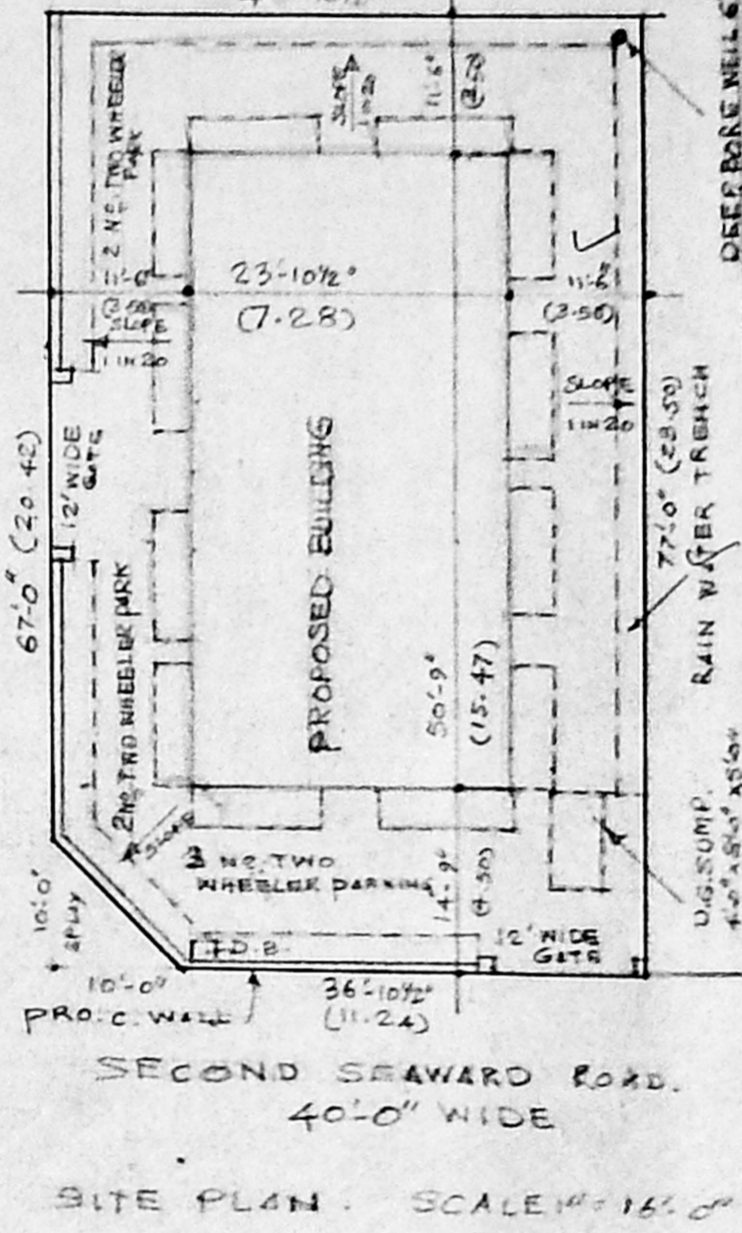 DEEP BORE WELL
SLOPE
1 IN 20
11'-6"
(3.50)
2 NO. TWO WHEELER
PARK
11'-6"
(3.50)
SLOPE
1 IN 20
23'-10½"
(7.28)
11'-6"
(3.50)
SLOPE
1 IN 20
12' WIDE
GATE
67'-0" (20.42)
77'-0" (23.50)
RAIN WATER TRENCH
PROPOSED BUILDING
50'-9"
(15.47)
2 NO. TWO WHEELER PARK
SLOPE
3 NO. TWO
WHEELER PARKING
14'-9"
(4.50)
U.G. SUMP.
10'-0"
SPLAY
T.D.B.
12' WIDE
GATE
10'-0"
36'-10½"
(11.24)
PRO. C. WALL
SECOND SEAWARD ROAD.
40'-0" WIDE
SITE PLAN. SCALE 1" = 16'-0"